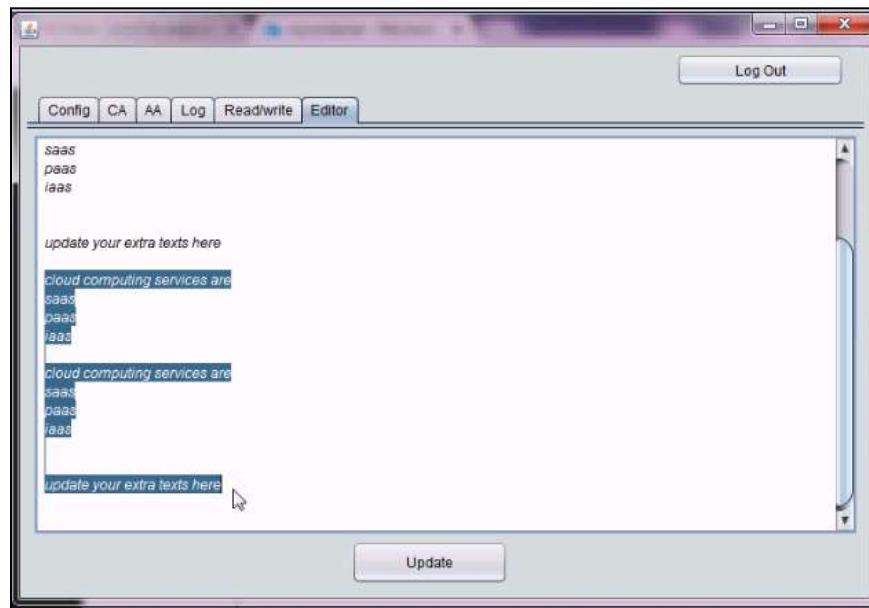 Log Out
Config CA AA Log Read/write Editor
saas
paas
iaas
update your extra texts here
cloud computing services are
saas
paas
iaas
cloud computing services are
saas
paas
iaas
update your extra texts here
Update